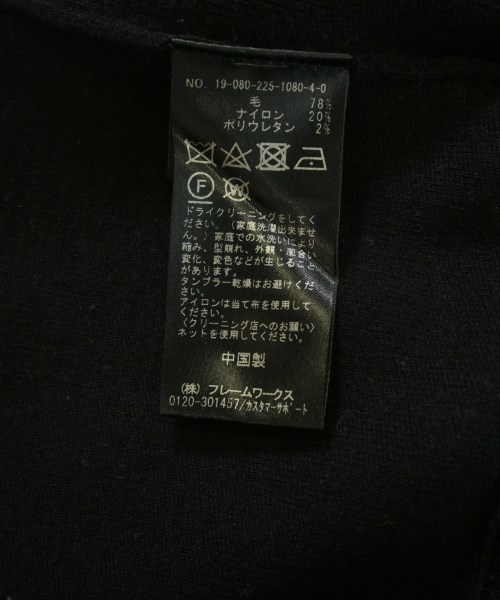 NO. 19-080-225-1080-4-0
毛 78%
ナイロン 20%
ポリウレタン 2%
F W
ドライクリーニングをしてく
ださい。(家庭洗濯出来ませ
ん。)家庭での水洗いにより
縮み、型崩れ、外観・風合い
変化、変色などが生じること
があります。
タンブラー乾燥はお避けくだ
さい。
アイロンは当て布を使用して
ください。
〈クリーニング店へのお願い〉
ネットを使用してください。
中国製
(株) フレームワークス
0120-301457/カスタマーサポート